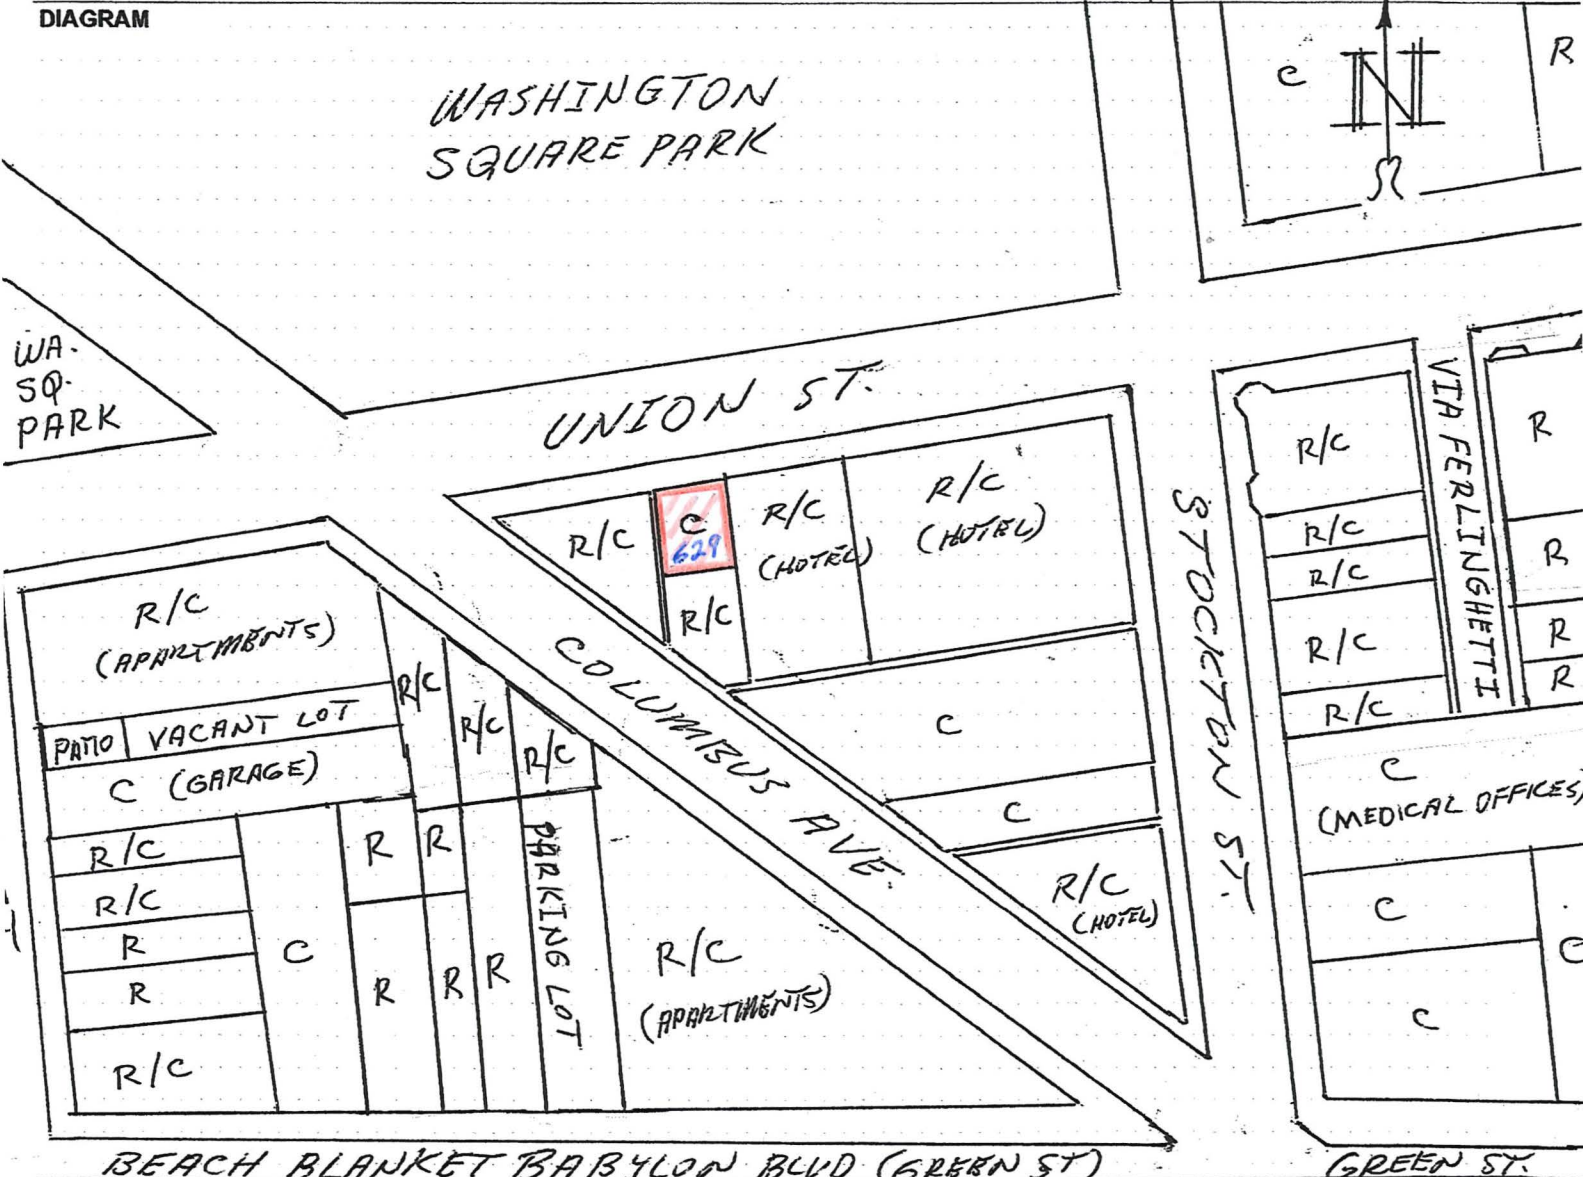 DIAGRAM
WASHINGTON
SQUARE PARK
C
N
R
WA.
SQ.
PARK
UNION ST.
R/C
C
629
R/C
(HOTEL)
R/C
(HOTEL)
R/C
STOCKTON ST.
R/C
R/C
R/C
R/C
R/C
VIA FERLINGHETTI
R
R
R
R
R/C
(APARTMENTS)
PATIO
VACANT LOT
C (GARAGE)
R/C
R/C
R/C
COLUMBUS AVE.
C
C
R/C
(HOTEL)
C
(MEDICAL OFFICES)
C
C
C
R/C
R/C
R
R
R/C
C
R
R
R
R
R
PARKING LOT
R/C
(APARTMENTS)
BEACH BLANKET BABYLON BLVD (GREEN ST)
GREEN ST.